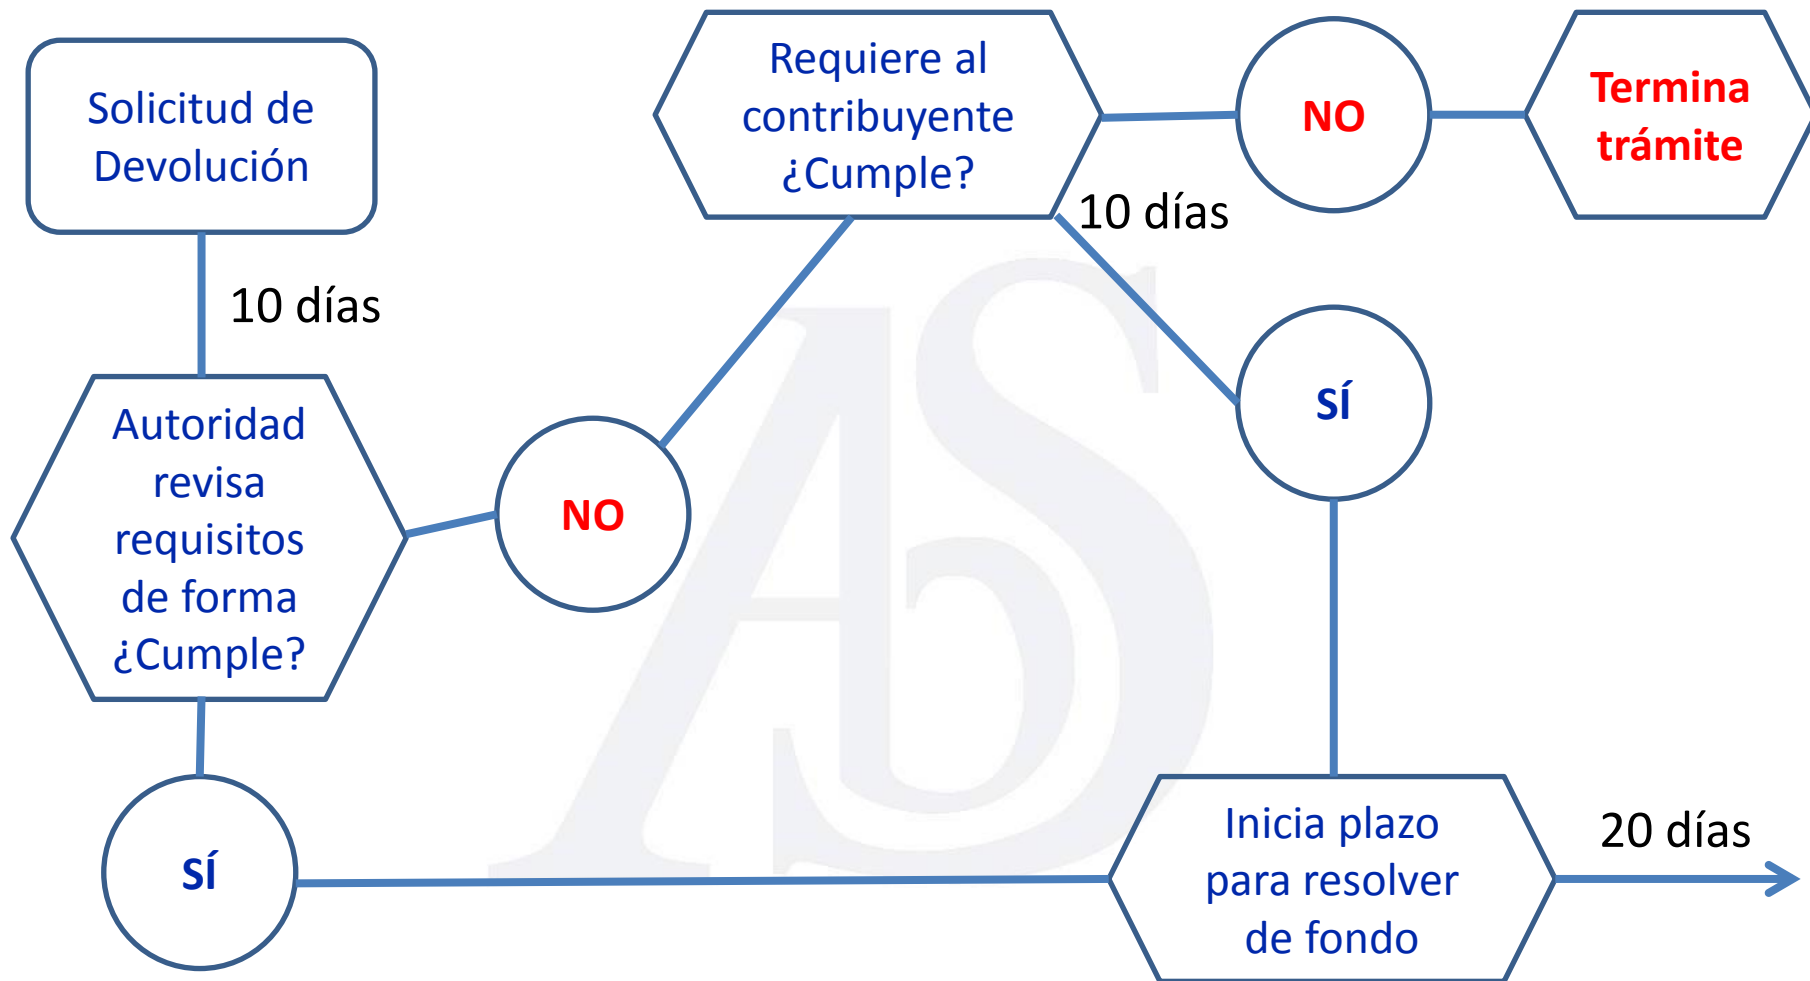 Solicitud de
Devolución
10 días
Autoridad
revisa
requisitos
de forma
¿Cumple?
NO
SÍ
Requiere al
contribuyente
¿Cumple?
10 días
NO
Termina
trámite
SÍ
Inicia plazo
para resolver
de fondo
20 días